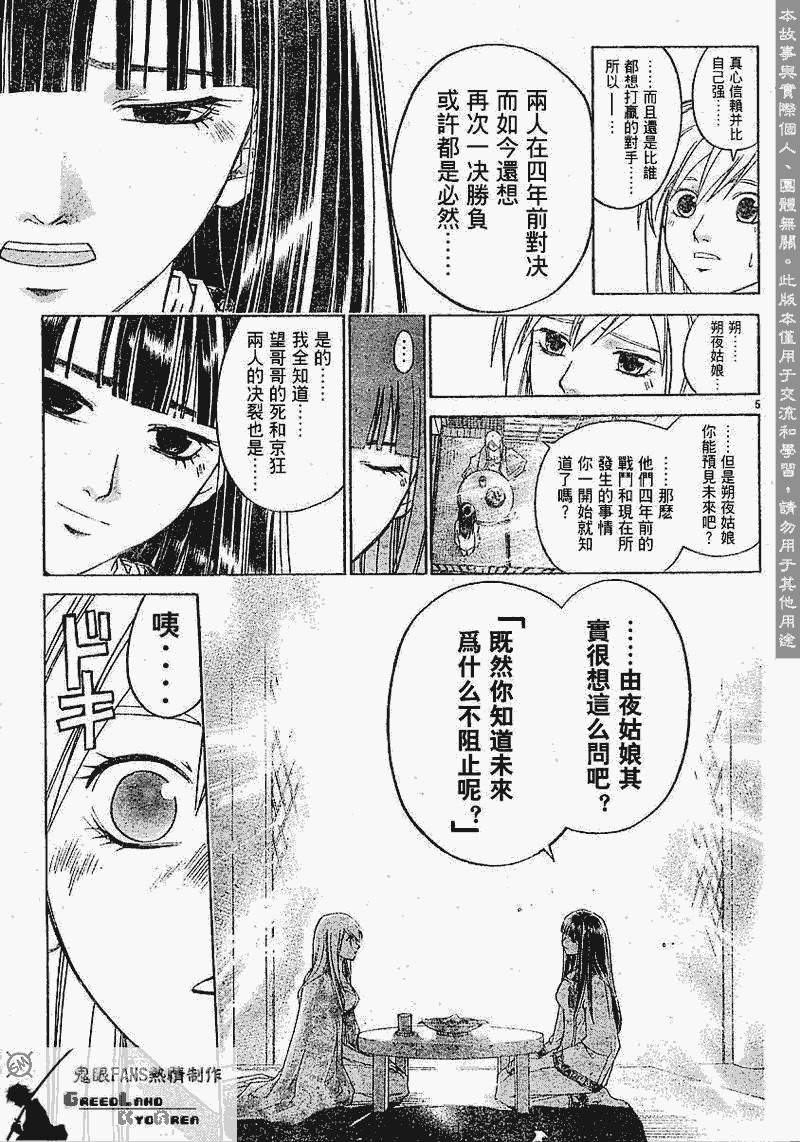 真心信賴并比
自己强……
……而且還是比誰
都想打贏的對手……
所以——
兩人在四年前對决
而如今還想
再次一决勝負
或許都是必然……
朔……
朔夜姑娘…
5
……但是朔夜姑娘
你能預見未來吧？
……那麽
他們四年前的
戰鬥和現在所
發生的事情
你一開始就知
道了嗎？
……
是的……
我全知道…
望哥哥的死和京狂
兩人的决裂也是……
……由夜姑娘其
實很想這么問吧？
「既然你知道未來
爲什么不阻止呢？」
咦‥‥
ドキ
本故事與實際個人、團體無關。此版本僅用于交流和學習，請勿用于其他用途
鬼眼FANS熱情制作
GREEDLAND
KYOAREN